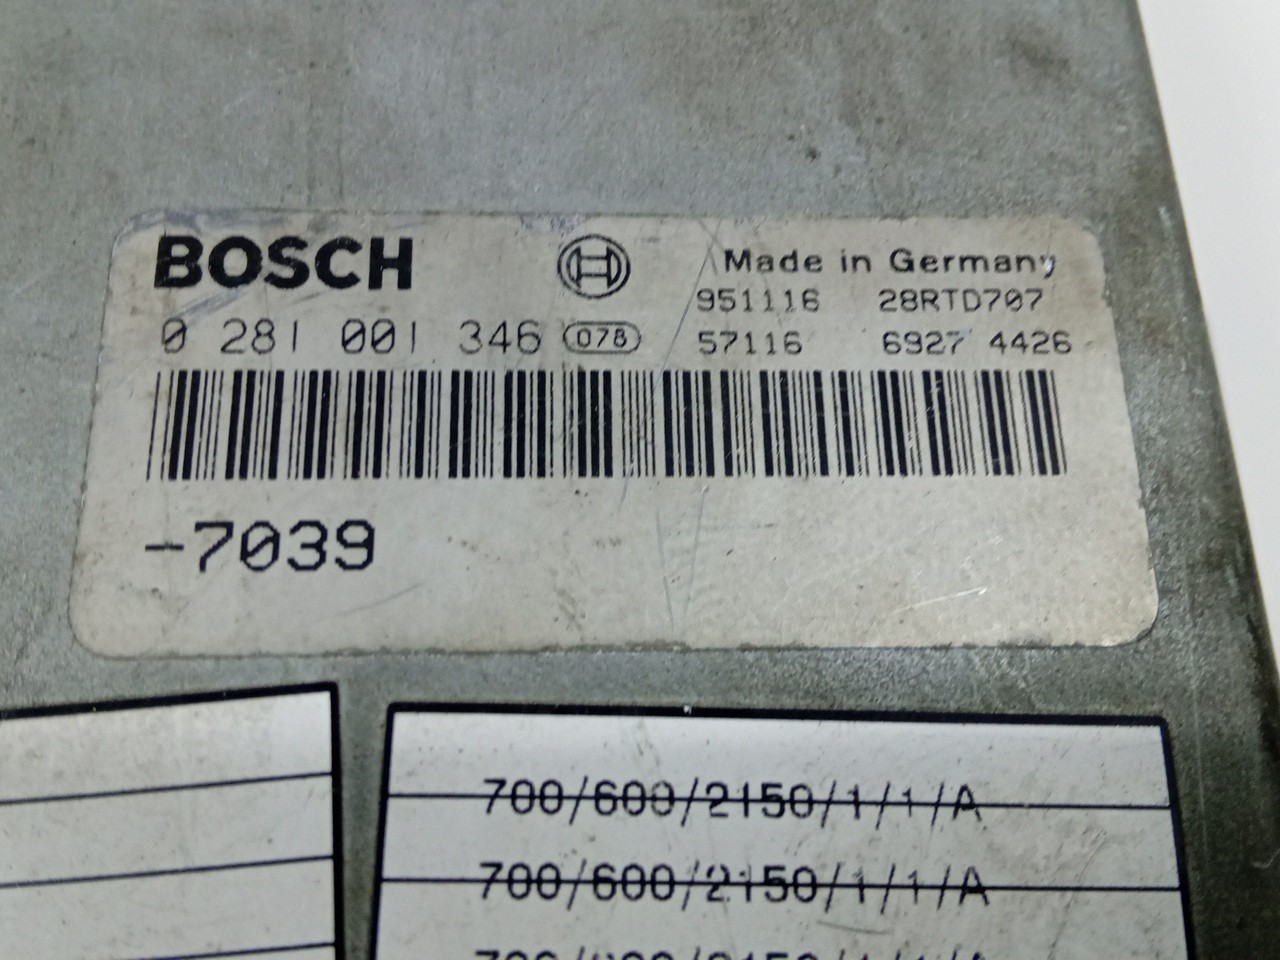 BOSCH
Made in Germany
951116 28RTD707
0 281 001 346 078 57116 6927 4426
-7039
700/600/2150/1/1/A
700/600/2150/1/1/A